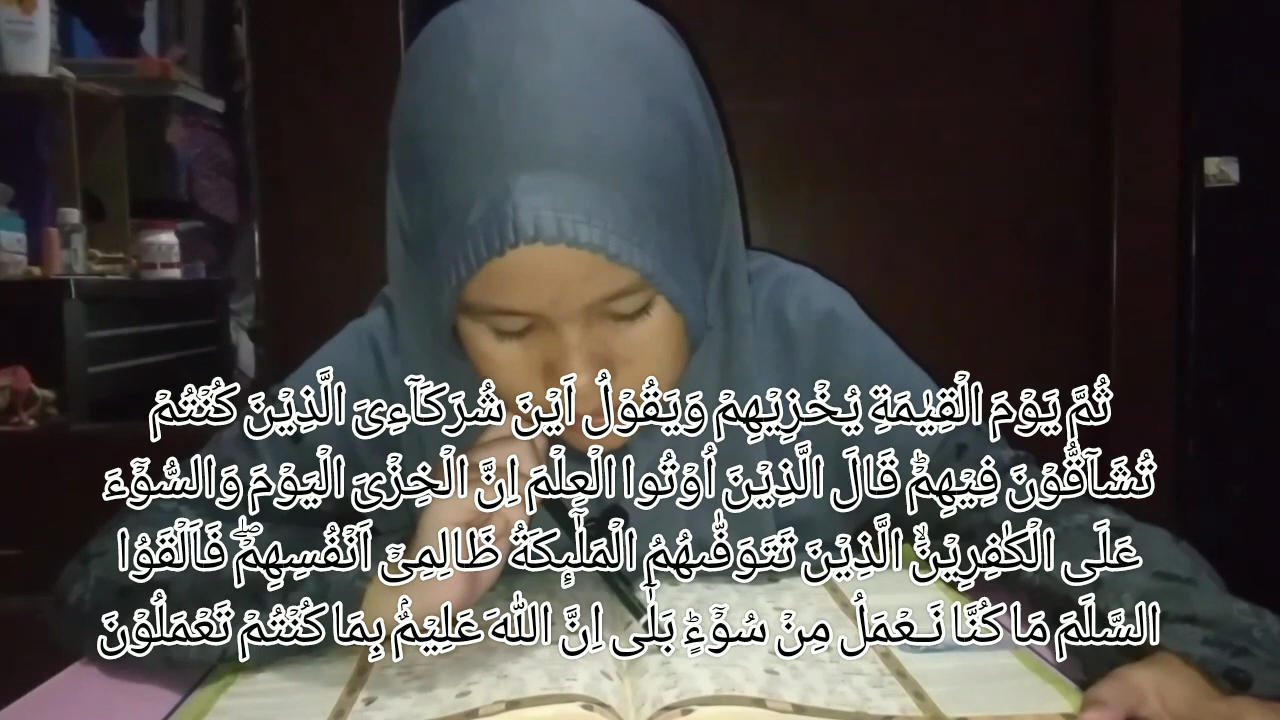 ثُمَّ يَوْمَ الْقِيٰمَةِ يُخْزِيْهِمْ وَيَقُوْلُ اَيْنَ شُرَكَاۤءِيَ الَّذِيْنَ كُنْتُمْ
تُشَاۤقُّوْنَ فِيْهِمْۗ قَالَ الَّذِيْنَ اُوْتُوا الْعِلْمَ اِنَّ الْخِزْيَ الْيَوْمَ وَالسُّوْۤءَ
عَلَى الْكٰفِرِيْنَۙ الَّذِيْنَ تَتَوَفّٰىهُمُ الْمَلٰۤىِٕكَةُ ظَالِمِيْٓ اَنْفُسِهِمْۖ فَاَلْقَوُا
السَّلَمَ مَا كُنَّا نَعْمَلُ مِنْ سُوْۤءٍۗ بَلٰٓى اِنَّ اللّٰهَ عَلِيْمٌۢ بِمَا كُنْتُمْ تَعْمَلُوْنَ